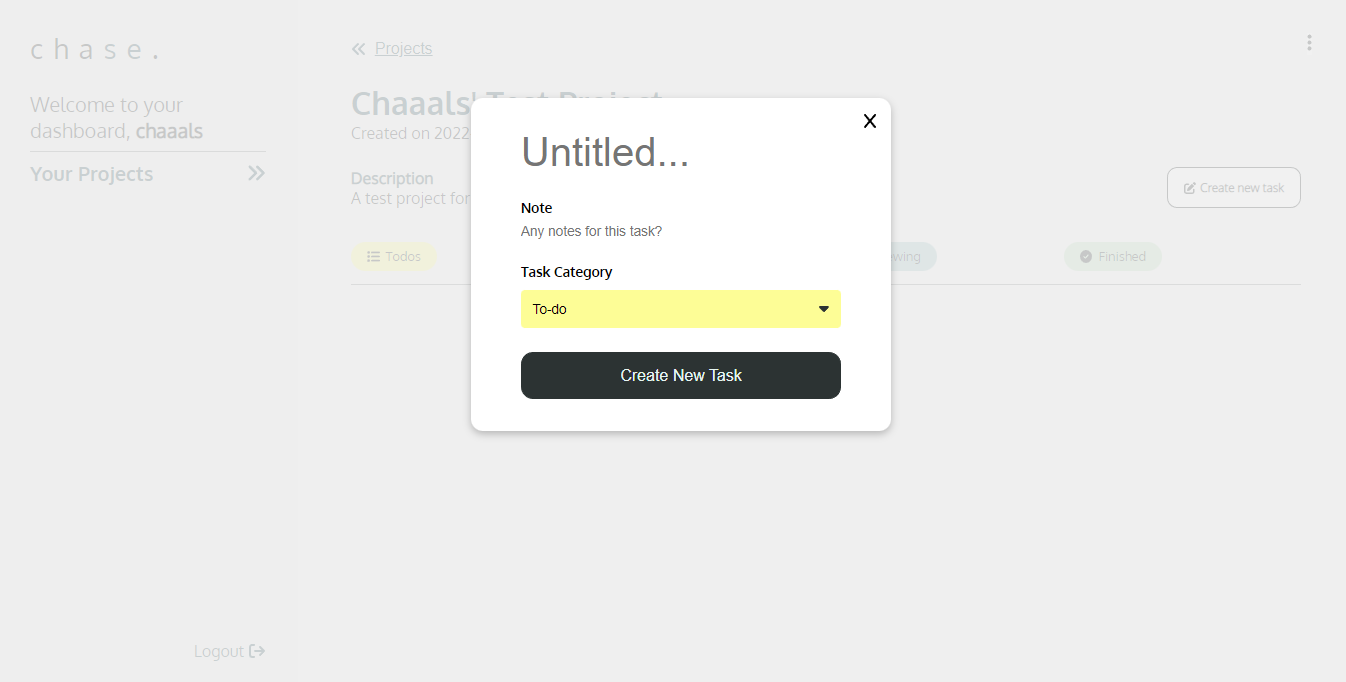 chase.
Welcome to your
dashboard, chaaals
Your Projects
Logout
Projects
Chaaals' Test Project
Created on 2022
Description
A test project for
Create new task
Todos
Finished
Untitled...
Note
Any notes for this task?
Task Category
To-do
Create New Task